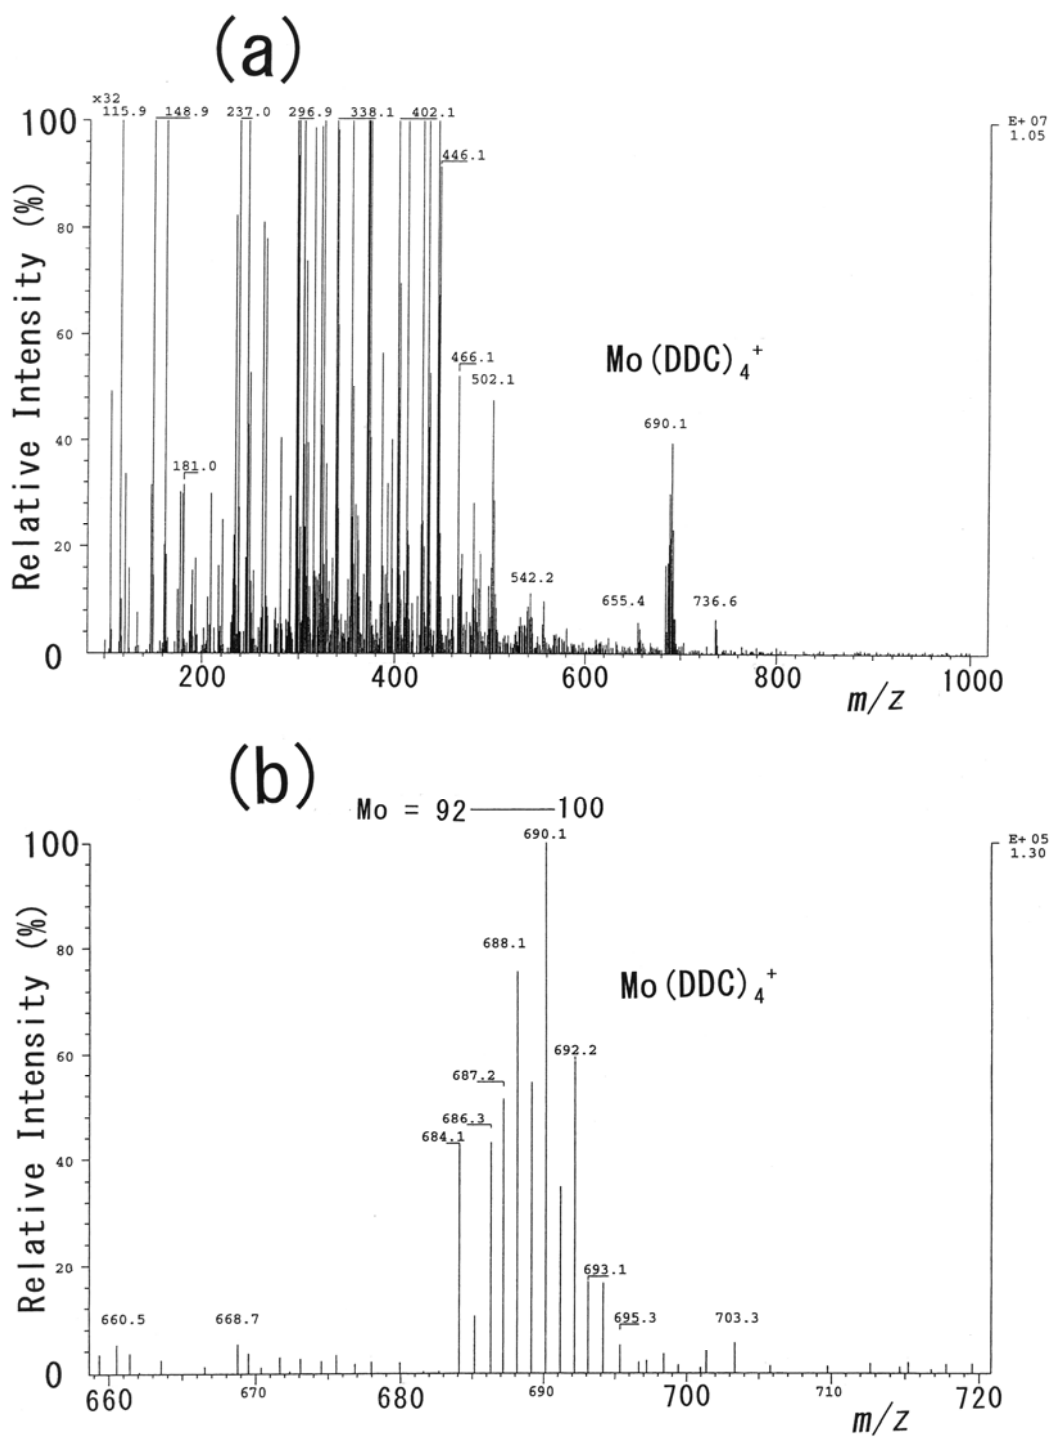 (a)
x32
115.9 148.9 237.0 296.9 338.1 402.1
100
E+07
1.05
446.1
80
60
466.1
502.1
Mo(DDC)4+
690.1
40
181.0
20
542.2
655.4
736.6
0
Relative Intensity (%)
200 400 600 800 1000
m/z
(b)
Mo = 92 100
690.1
100
E+05
1.30
688.1
80
Mo(DDC)4+
692.2
60
687.2
686.3
684.1
40
20
693.1
660.5 668.7 695.3 703.3
0
Relative Intensity (%)
660 670 680 690 700 710 720
m/z